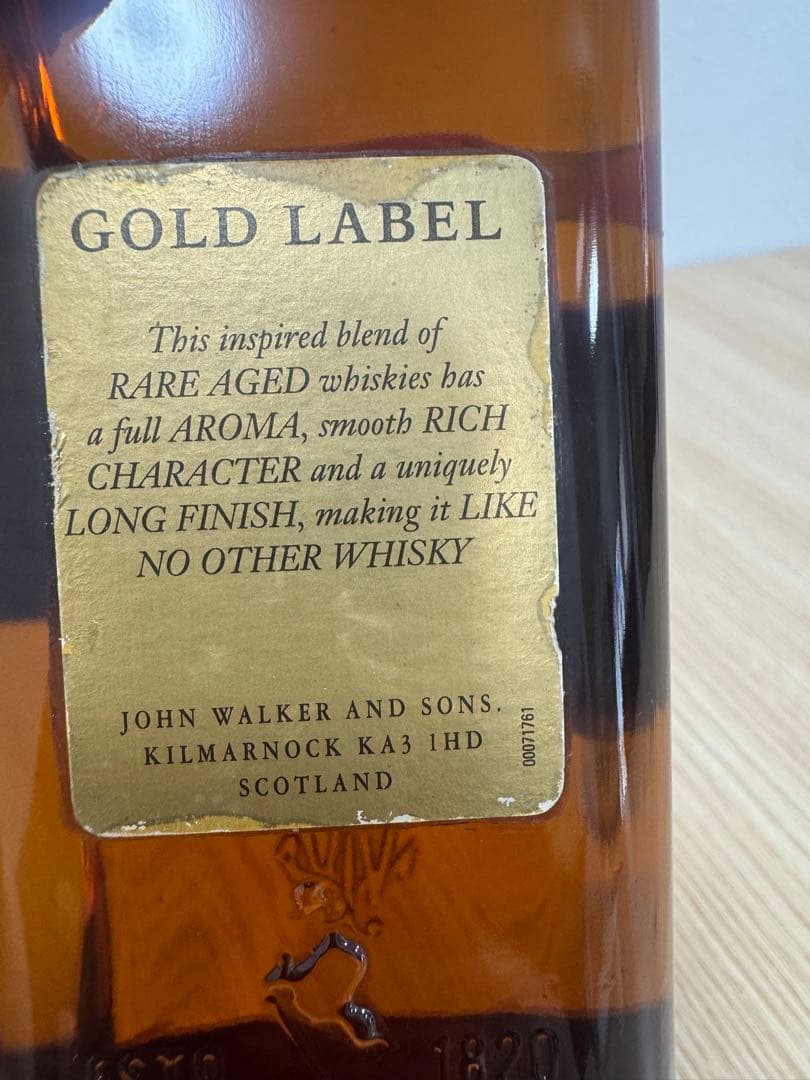 GOLD LABEL
This inspired blend of
RARE AGED whiskies has
a full AROMA, smooth RICH
CHARACTER and a uniquely
LONG FINISH, making it LIKE
NO OTHER WHISKY
JOHN WALKER AND SONS.
KILMARNOCK KA3 1HD
SCOTLAND
00071761
1820